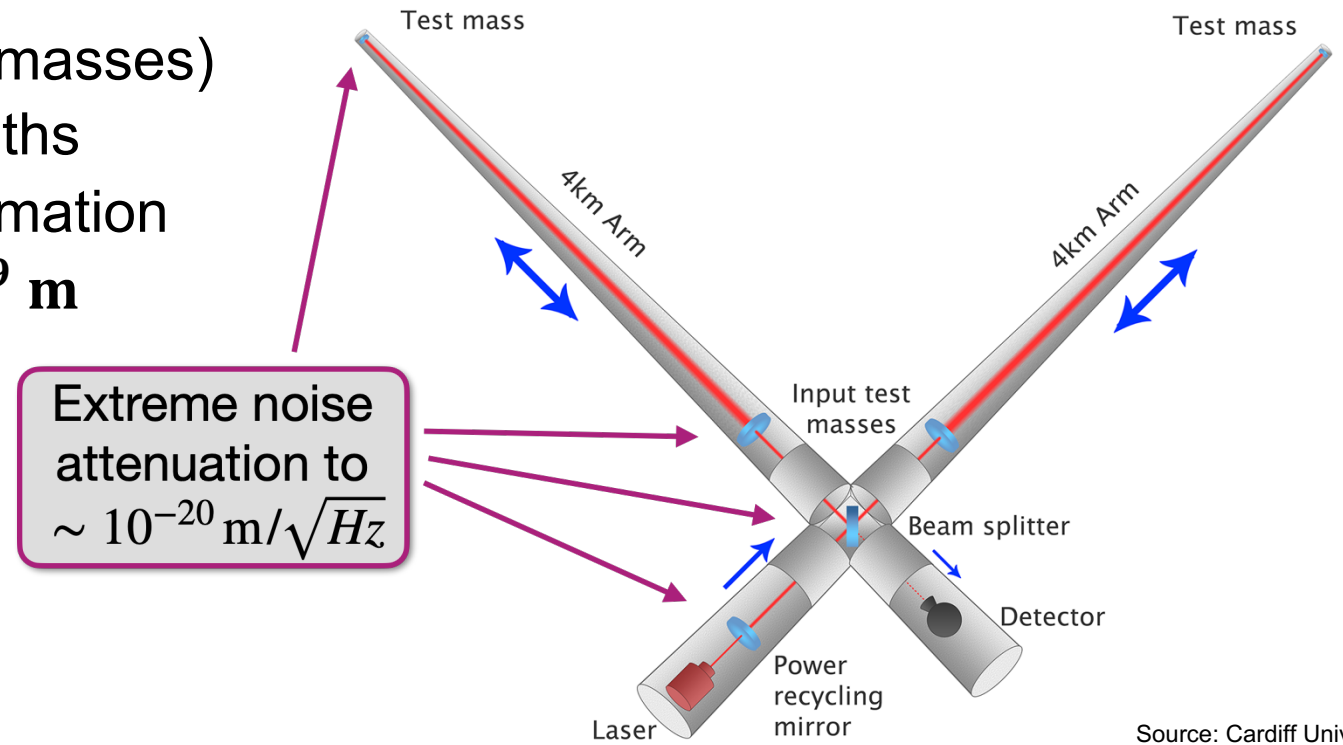 Test mass
Test mass
masses)
ths
mation
⁹ m
4km Arm
4km Arm
Extreme noise
attenuation to
~ 10⁻²⁰ m/√Hz
Input test
masses
Beam splitter
Detector
Power
recycling
mirror
Laser
Source: Cardiff Univ